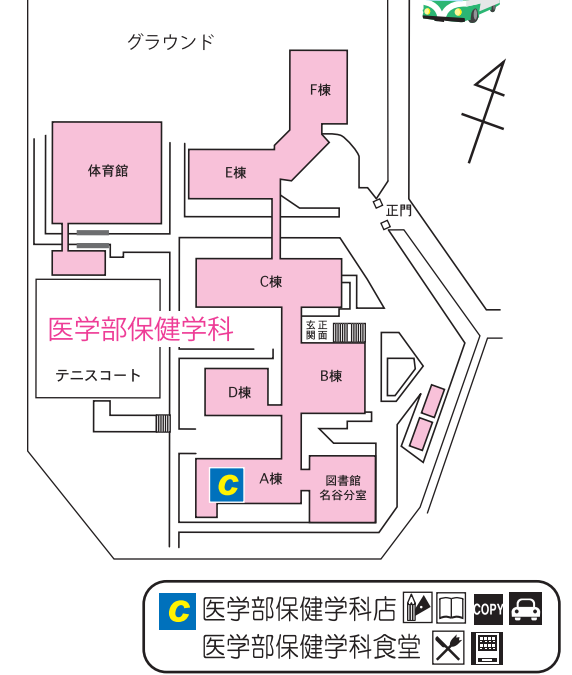 グラウンド
F棟
体育館
E棟
正門
C棟
医学部保健学科
玄正
関面
テニスコート
B棟
D棟
C
A棟
図書館
名谷分室
C 医学部保健学科店 COPY
医学部保健学科食堂